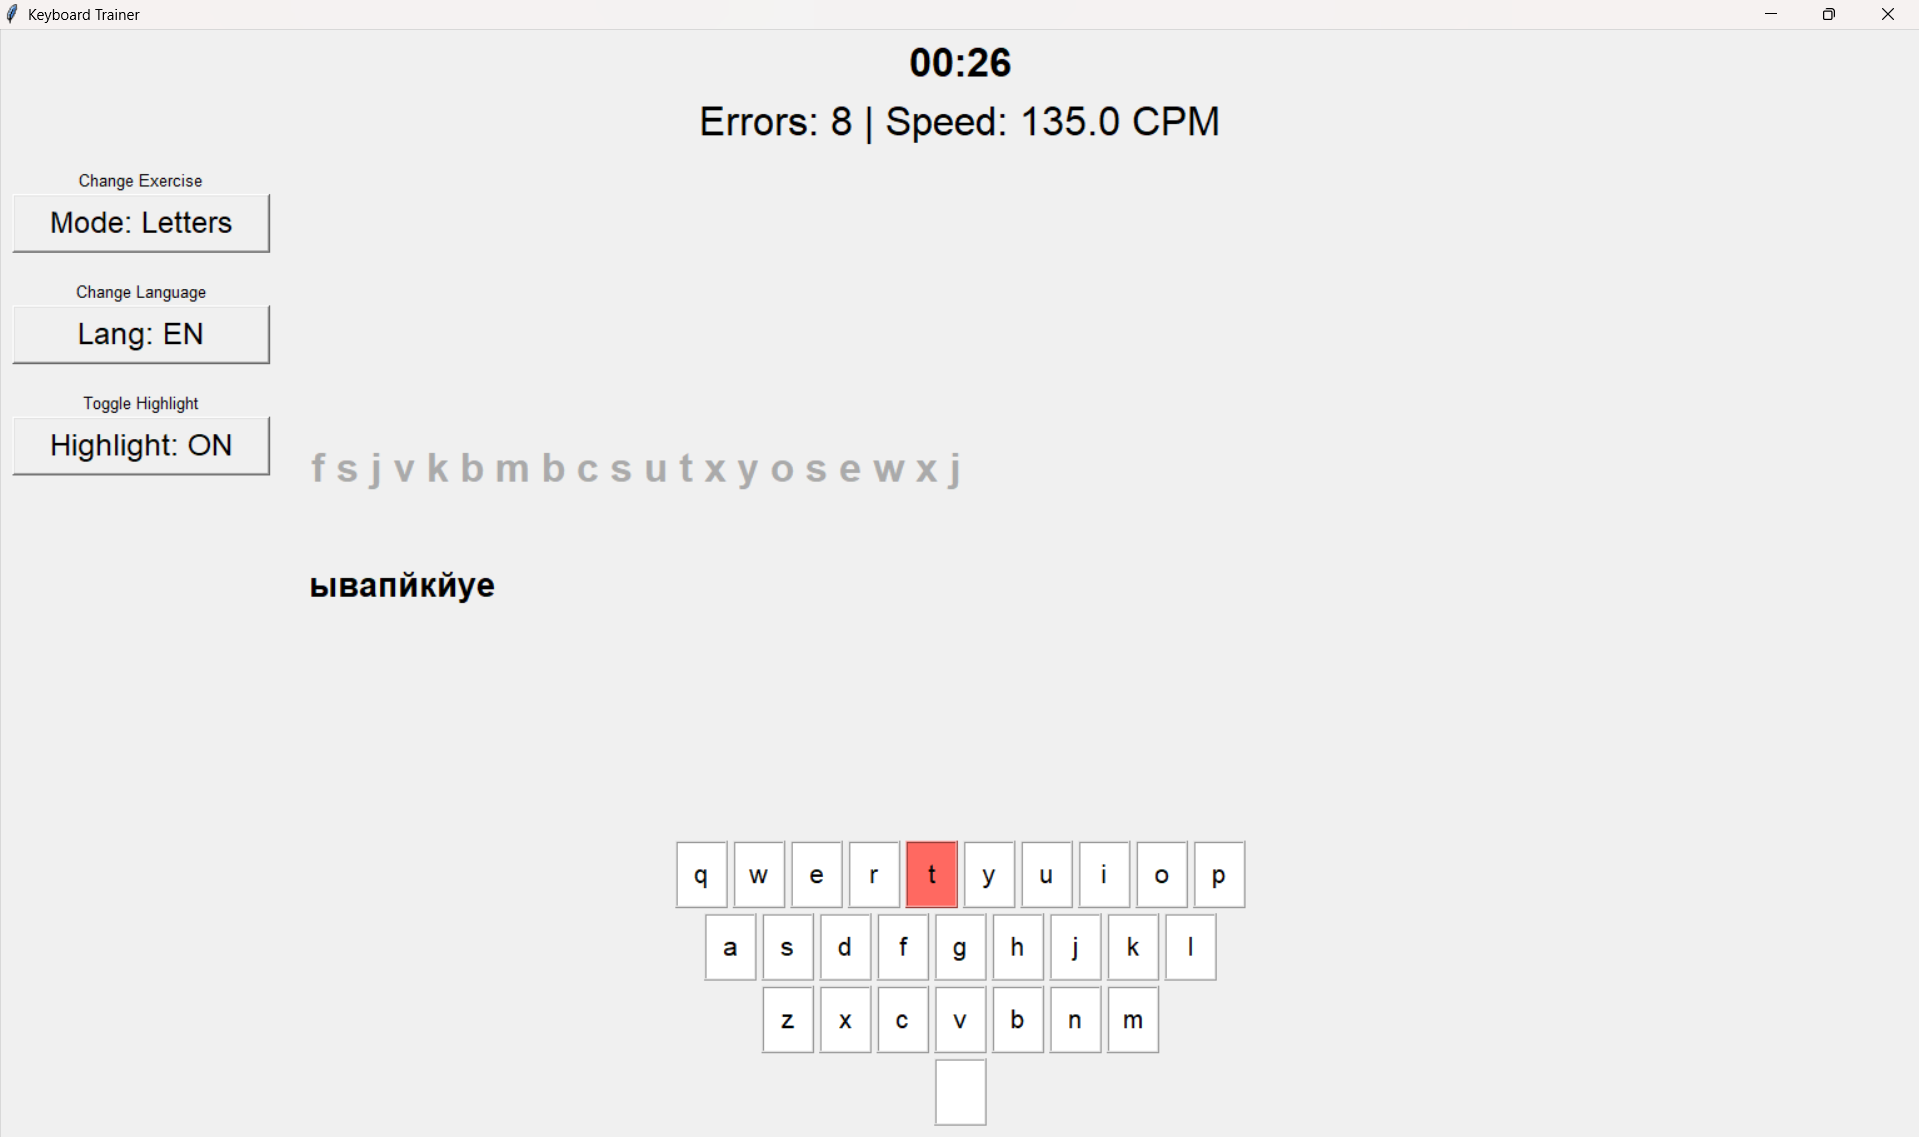 Keyboard Trainer
00:26
Errors: 8 | Speed: 135.0 CPM
Change Exercise
Mode: Letters
Change Language
Lang: EN
Toggle Highlight
Highlight: ON
f s j v k b m b c s u t x y o s e w x j
ывапйкйуе
q w e r t y u i o p
a s d f g h j k l
z x c v b n m